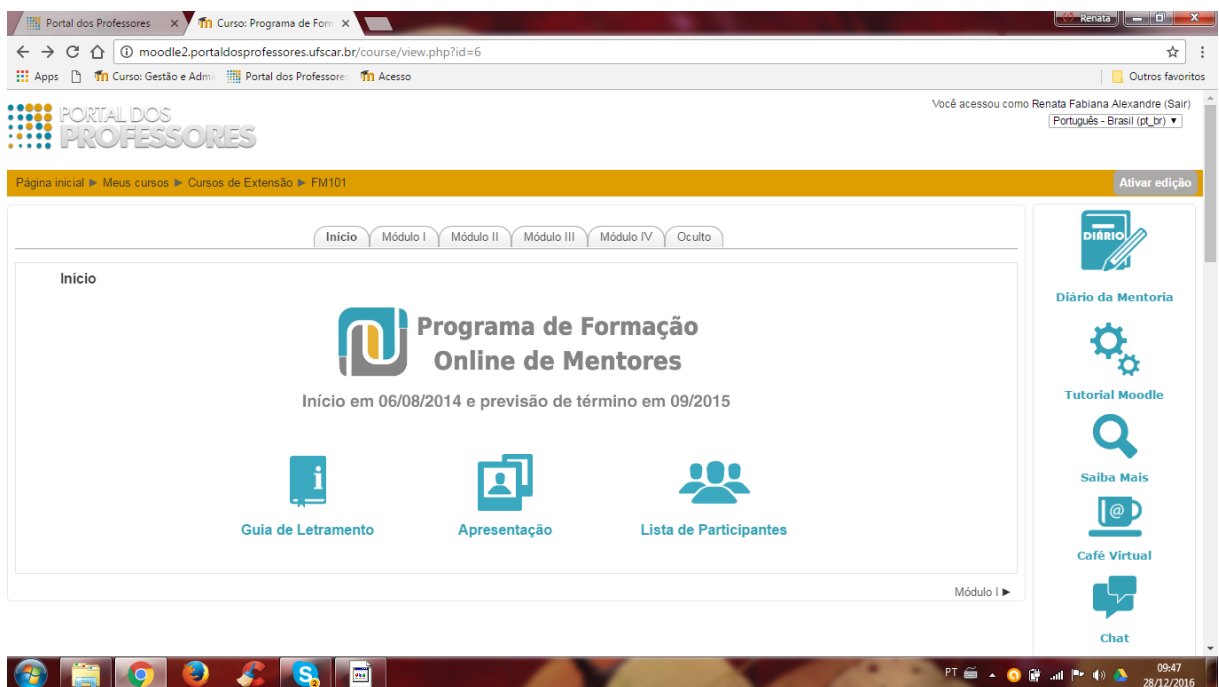 Portal dos Professores
Curso: Programa de Form
Renata
moodle2.portaldosprofessores.ufscar.br/course/view.php?id=6
Apps
Curso: Gestão e Admi
Portal dos Professore
Acesso
Outros favoritos
PORTAL DOS
PROFESSORES
Você acessou como Renata Fabiana Alexandre (Sair)
Português - Brasil (pt_br)
Página inicial ► Meus cursos ► Cursos de Extensão ► FM101
Ativar edição
Início
Módulo I
Módulo II
Módulo III
Módulo IV
Oculto
Início
Programa de Formação
Online de Mentores
Início em 06/08/2014 e previsão de término em 09/2015
Guia de Letramento
Apresentação
Lista de Participantes
Módulo I ►
DIÁRIO
Diário da Mentoria
Tutorial Moodle
Saiba Mais
@
Café Virtual
Chat
PT
09:47
28/12/2016